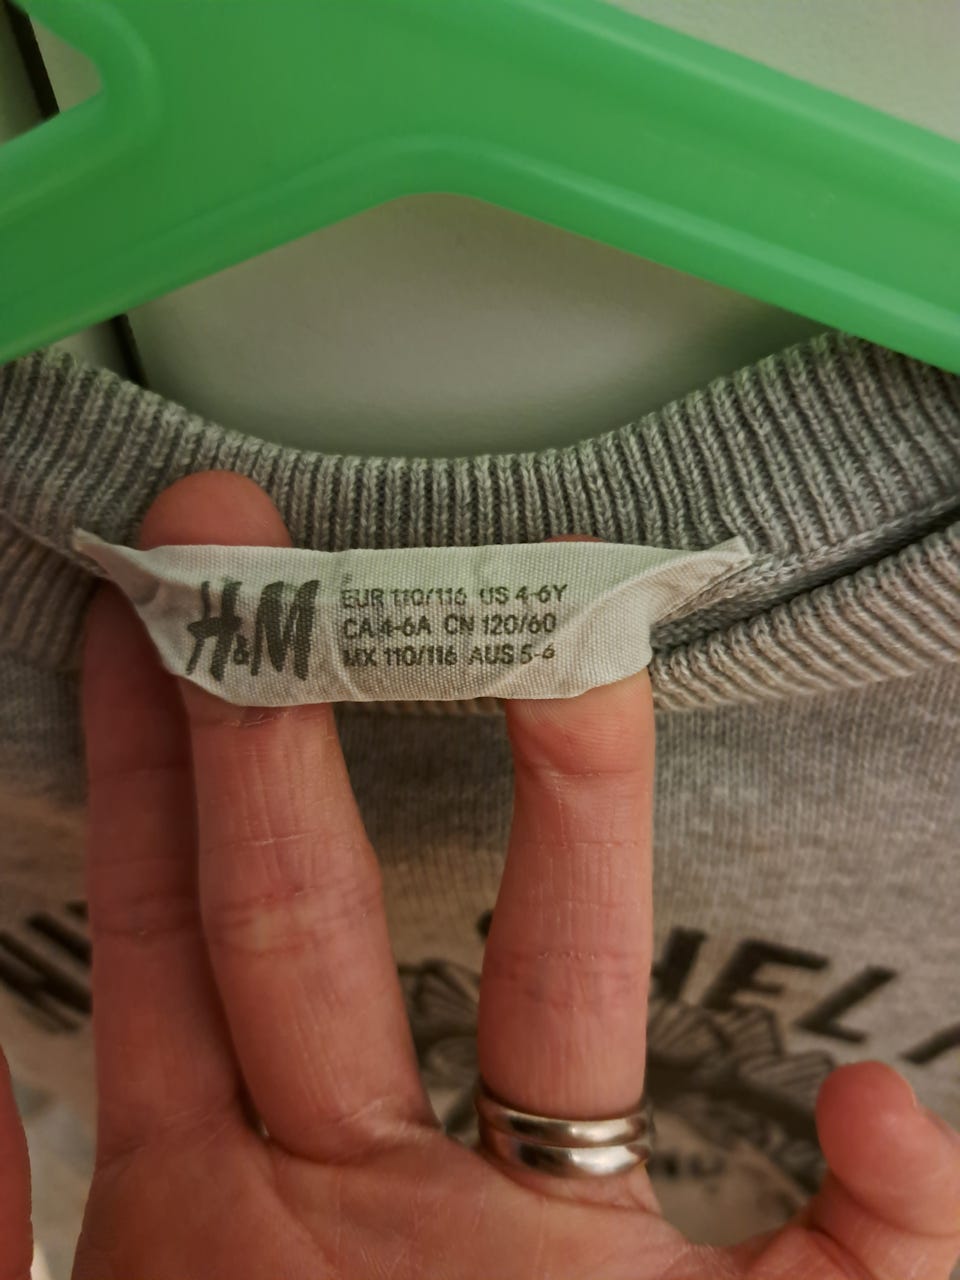 H&M
EUR 110/116 US 4-6Y
CA 4-6A CN 120/60
MX 110/116 AUS 5-6